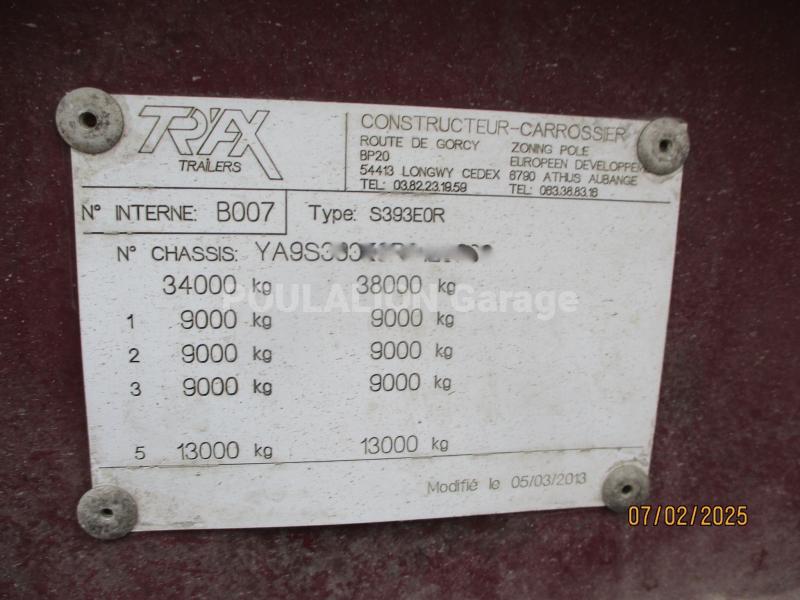 TRAX
TRAILERS
CONSTRUCTEUR-CARROSSIER
ROUTE DE GORCY
BP20
54413 LONGWY CEDEX
TEL: 03.82.23.19.59
ZONING POLE
EUROPEEN DEVELOPPEM
6790 ATHUS AUBANGE
TEL: 063.38.83.18
N° INTERNE: B007 Type: S393E0R
N° CHASSIS:
34000 kg 38000 kg
POULALION Garage
1 9000 kg 9000 kg
2 9000 kg 9000 kg
3 9000 kg 9000 kg
5 13000 kg 13000 kg
Modifié le 05/03/2013
07/02/2025